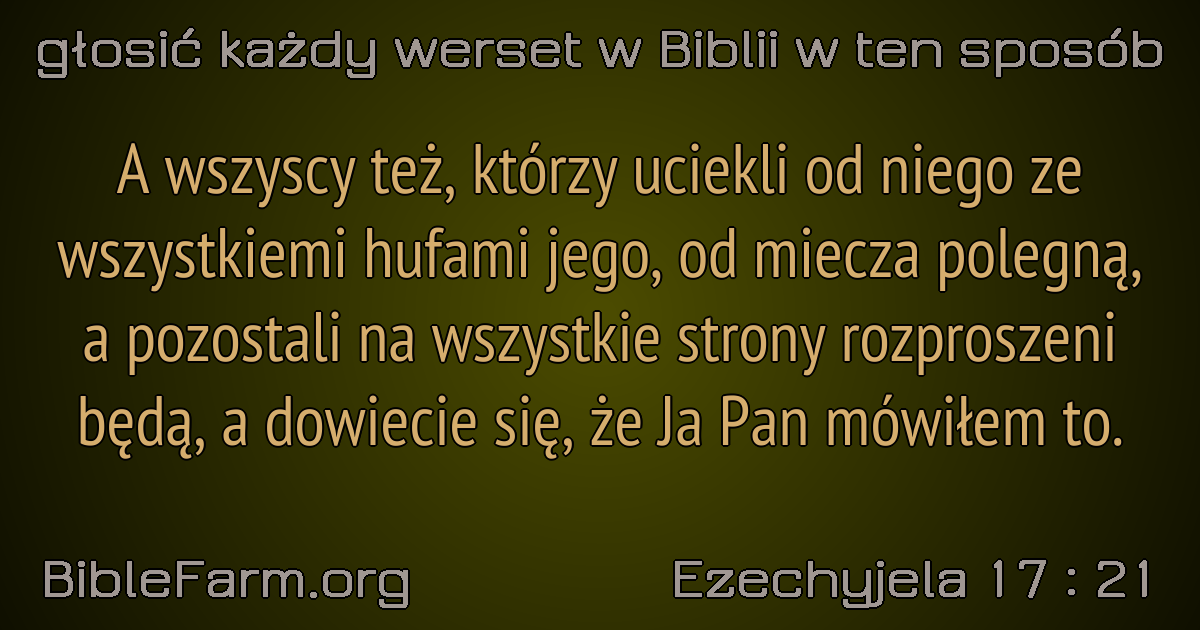 głosić każdy werset w Biblii w ten sposób
A wszyscy też, którzy uciekli od niego ze
wszystkiemi hufami jego, od miecza polegną,
a pozostali na wszystkie strony rozproszeni
będą, a dowiecie się, że Ja Pan mówiłem to.
BibleFarm.org
Ezechyjela 17 : 21